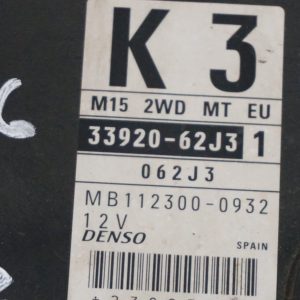 K 3
M15 2WD MT EU
33920-62J3 1
062J3
MB112300-0932
12V
DENSO SPAIN